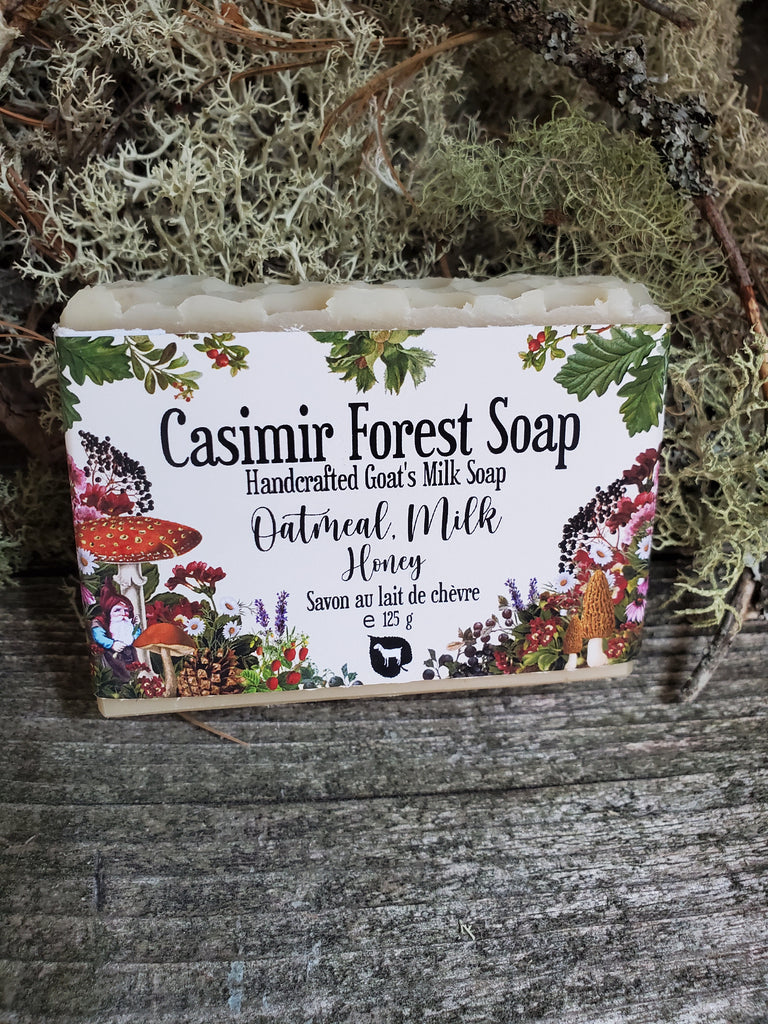 Casimir Forest Soap
Handcrafted Goat's Milk Soap
Oatmeal, Milk
Honey
Savon au lait de chèvre
e 125 g